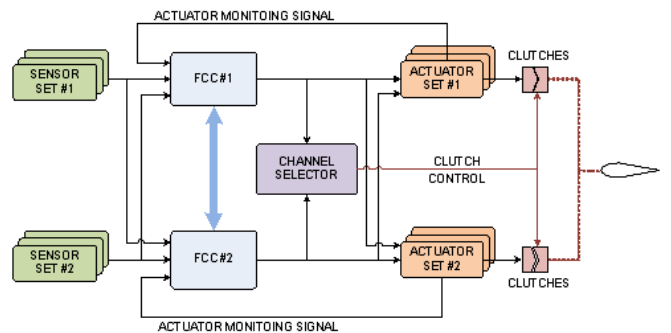 ACTUATOR MONITOING SIGNAL
CLUTCHES
SENSOR
SET #1
FCC#1
ACTUATOR
SET #1
CHANNEL
SELECTOR
CLUTCH
CONTROL
SENSOR
SET #2
FCC#2
ACTUATOR
SET #2
CLUTCHES
ACTUATOR MONITOING SIGNAL